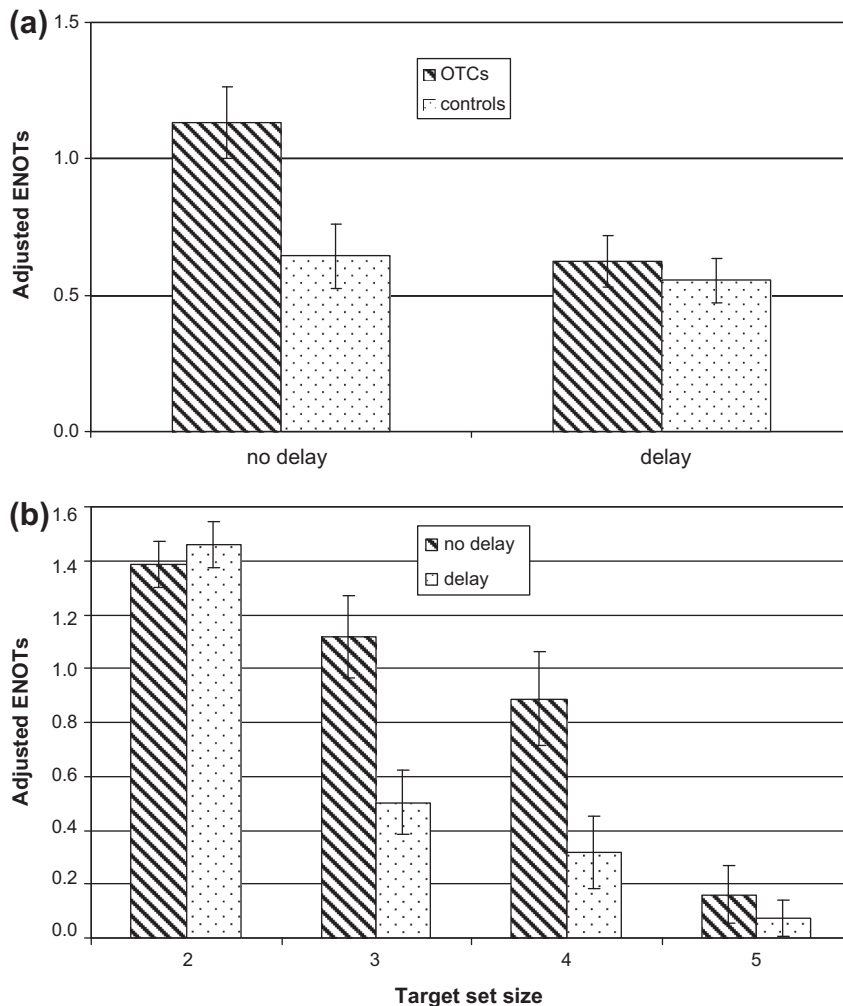 (a)
1.5
OTCs
controls
1.0
Adjusted ENOTs
0.5
0.0
no delay delay
(b)
1.6
no delay
delay
1.4
1.2
1.0
Adjusted ENOTs
0.8
0.6
0.4
0.2
0.0
2 3 4 5
Target set size